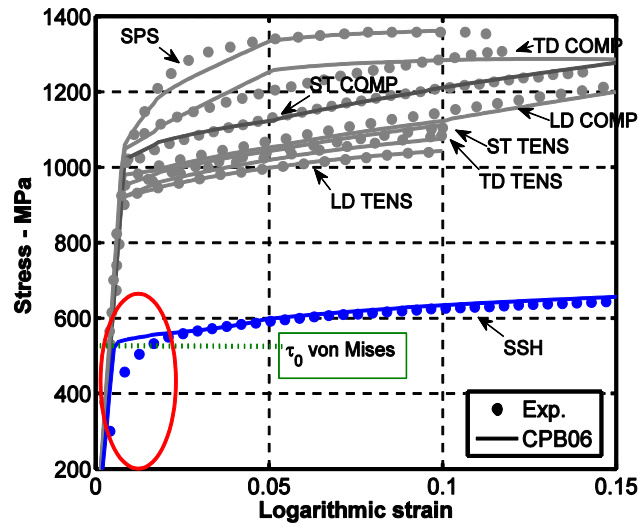 1400
1200
1000
800
600
400
200
0
0.05
0.1
0.15
Stress - MPa
Logarithmic strain
SPS
TD COMP
ST COMP
LD COMP
ST TENS
TD TENS
LD TENS
τ0 von Mises
SSH
Exp.
CPB06